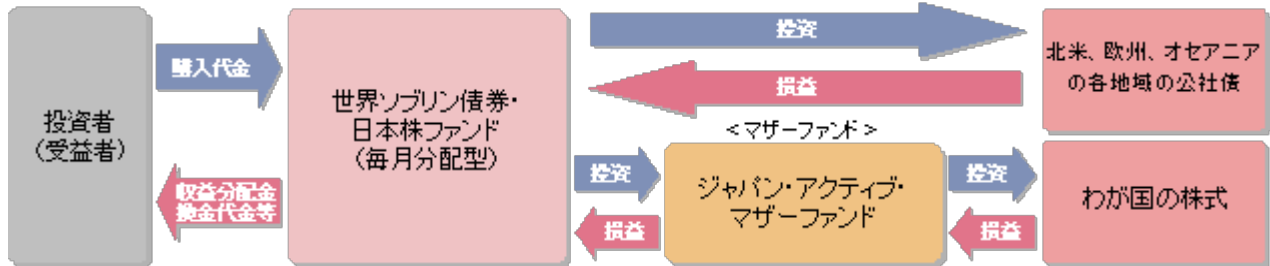 投資者
(受益者)
購入代金
収益分配金
換金代金等
世界ソブリン債券・
日本株ファンド
(毎月分配型)
投資
損益
北米、欧州、オセアニア
の各地域の公社債
<マザーファンド>
投資
損益
ジャパン・アクティブ・
マザーファンド
投資
損益
わが国の株式